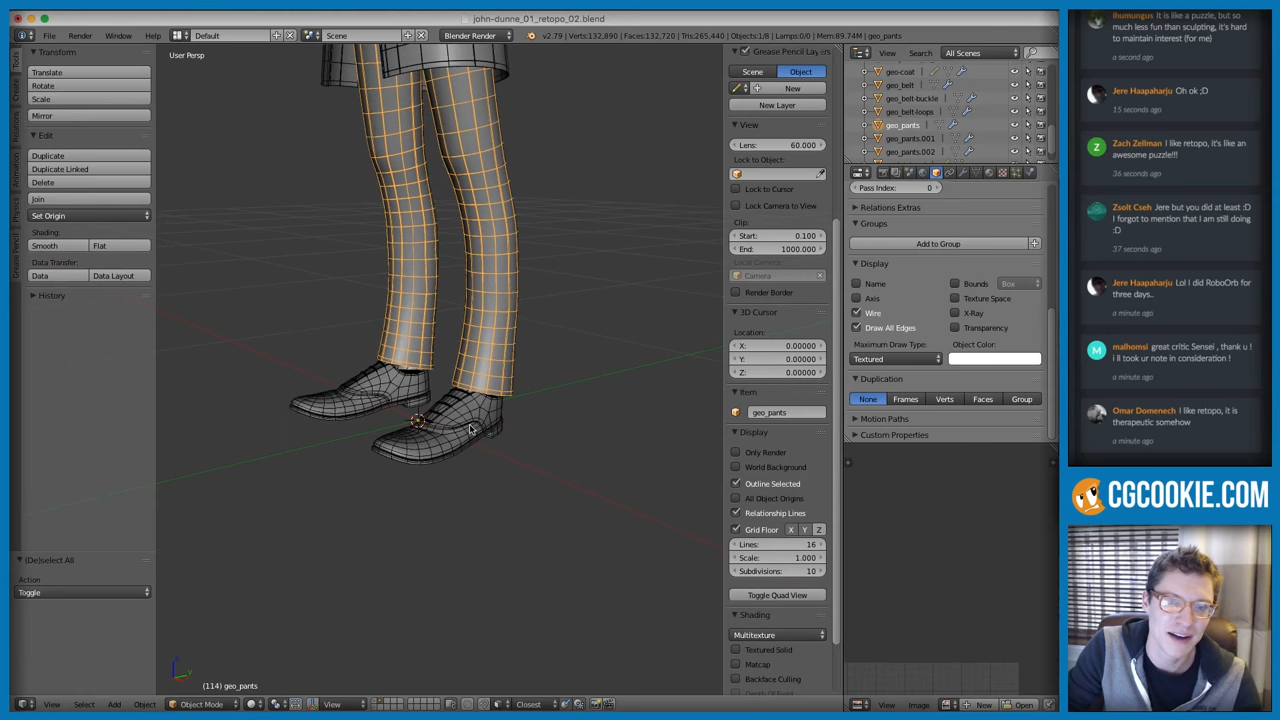 john-dunne_01_retopo_02.blend
File Render Window Help Default Scene Blender Render v2.79 | Verts:132,890 | Faces:132,720 | Tris:265,440 | Objects:1/8 | Lamps:0/0 | Mem:89.74M | geo_pants
Transform
Translate
Rotate
Scale
Mirror
Edit
Duplicate
Duplicate Linked
Delete
Join
Set Origin
Shading:
Smooth Flat
Data Transfer:
Data Data Layout
History
(De)select All
Action
Toggle
Tools
Create
Relations
Animation
Physics
Grease Pencil
User Persp
(114) geo_pants
View Select Add Object Object Mode View Closest
Grease Pencil Layers
Scene Object
New
New Layer
View
Lens: 60.000
Lock to Object:
Lock to Cursor
Lock Camera to View
Clip:
Start: 0.100
End: 1000.000
Local Camera:
Camera
Render Border
3D Cursor
Location:
X: 0.00000
Y: 0.00000
Z: 0.00000
Item
geo_pants
Display
Only Render
World Background
Outline Selected
All Object Origins
Relationship Lines
Grid Floor X Y Z
Lines: 16
Scale: 1.000
Subdivisions: 10
Toggle Quad View
Shading
Multitexture
Textured Solid
Matcap
Backface Culling
View Search All Scenes
geo-coat
geo_belt
geo_belt-buckle
geo_belt-loops
geo_pants
geo_pants.001
geo_pants.002
Pass Index: 0
Relations Extras
Groups
Add to Group
Display
Name Bounds Box
Axis Texture Space
Wire X-Ray
Draw All Edges Transparency
Maximum Draw Type: Object Color:
Textured
Duplication
None Frames Verts Faces Group
Motion Paths
Custom Properties
View Image New Open
lhumungus It is like a puzzle, but so
much less fun than sculpting, it's hard
to maintain interest (for me)
a second ago
Jere Haapaharju Oh ok ;D
15 seconds ago
Zach Zellman I like retopo, it's like an
awesome puzzle!!!
36 seconds ago
Zsolt Cseh Jere but you did at least :D
I forgot to mention that I am still doing
:D
37 seconds ago
Jere Haapaharju Lol I did RoboOrb for
three days..
a minute ago
malhomsi great critic Sensei , thank u !
i ll took ur note in consideration !
a minute ago
Omar Domenech I like retopo, it is
therapeutic somehow
a minute ago
CGCOOKIE.COM